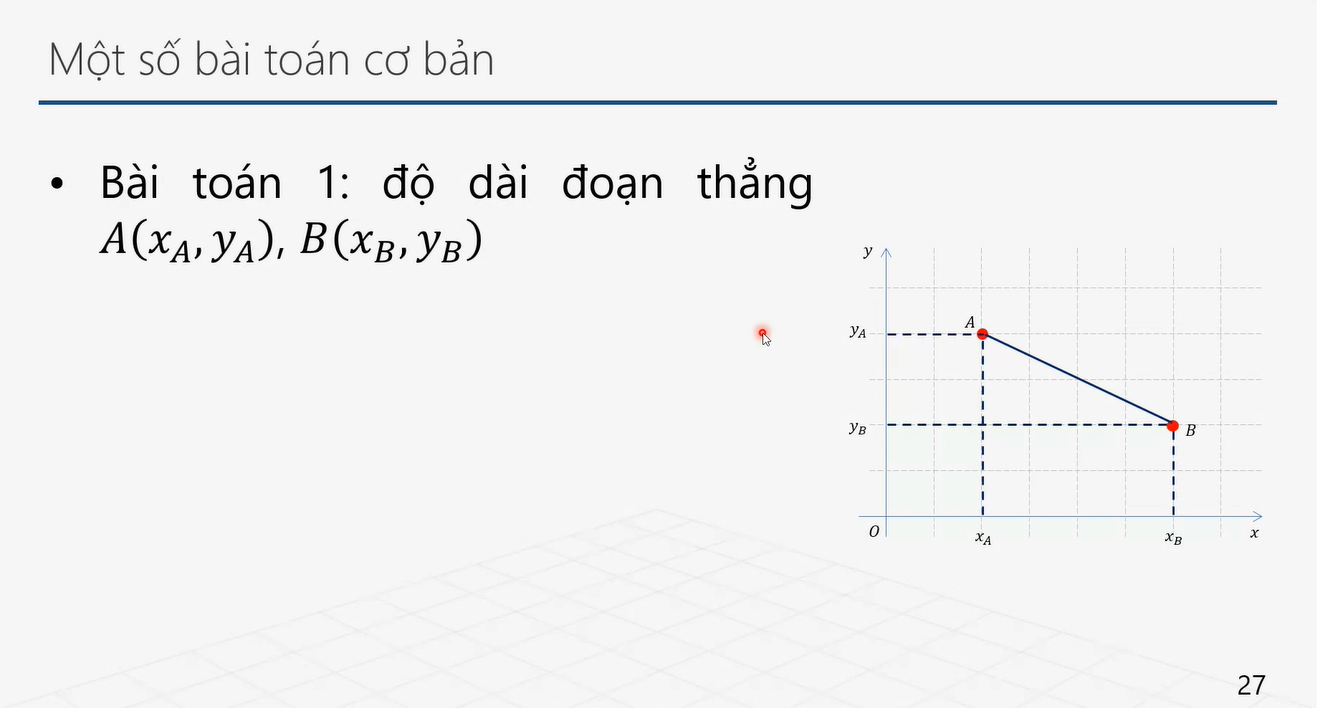 Một số bài toán cơ bản
• Bài toán 1: độ dài đoạn thẳng
A(x_A, y_A), B(x_B, y_B)
y
A
y_A
y_B
B
O
x_A
x_B
x
27